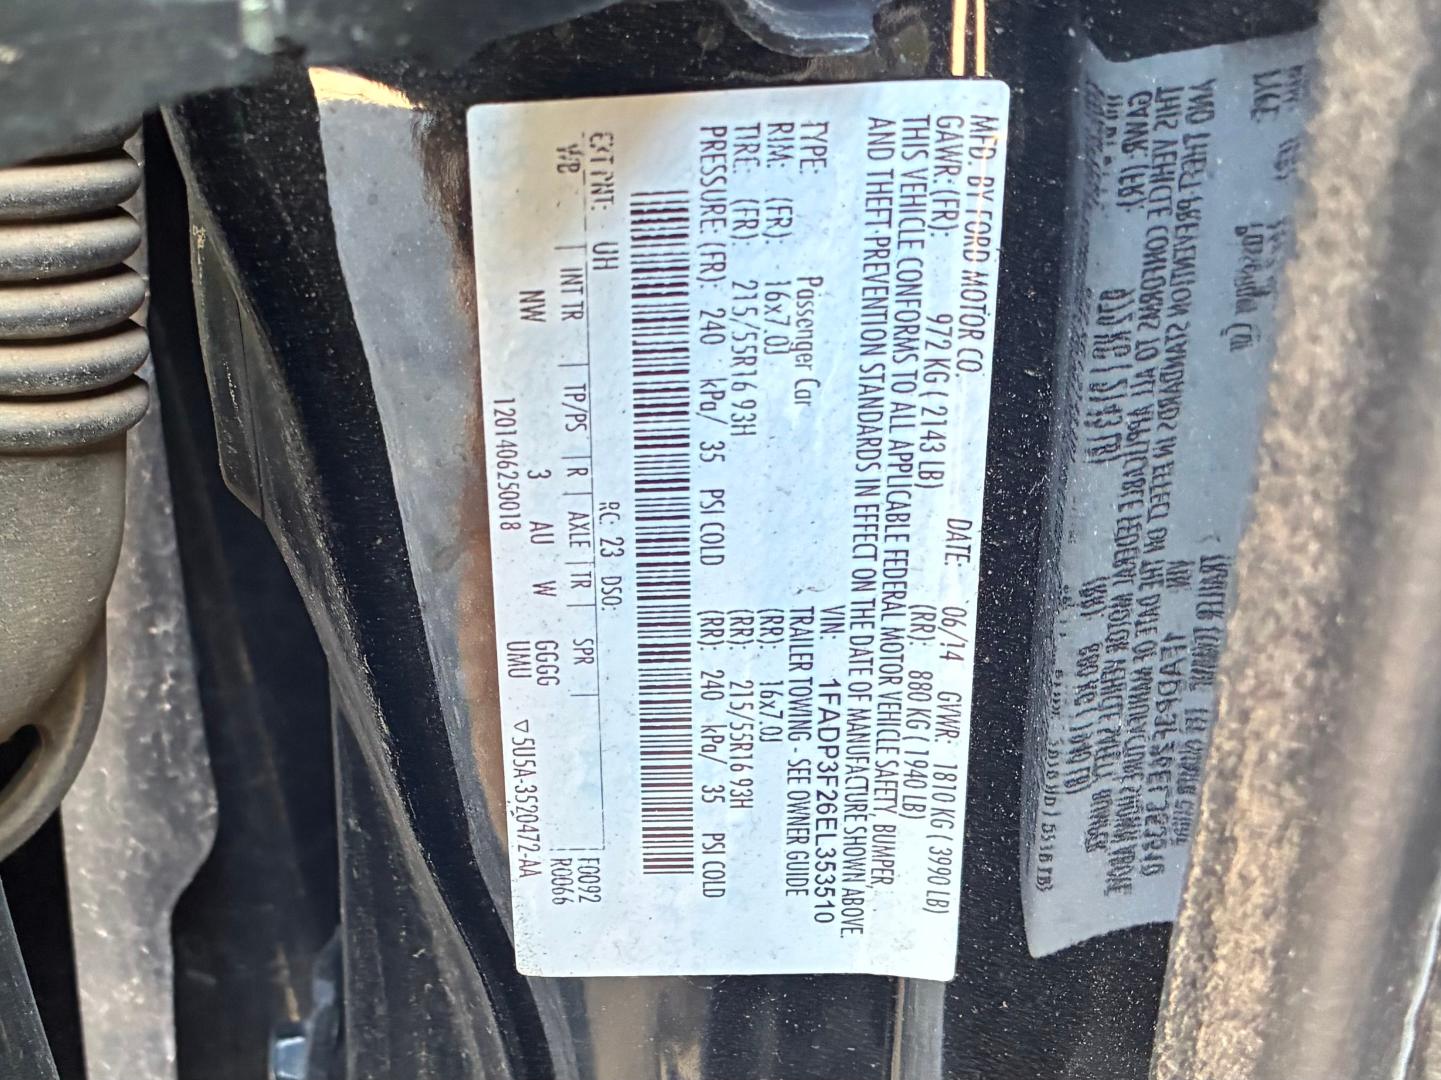 MFD. BY FORD MOTOR CO.
DATE: 06/14 GVWR: 1810 KG ( 3990 LB)
GAWR: (FR): 972 KG ( 2143 LB) (RR): 880 KG ( 1940 LB)
THIS VEHICLE CONFORMS TO ALL APPLICABLE FEDERAL MOTOR VEHICLE SAFETY, BUMPER,
AND THEFT PREVENTION STANDARDS IN EFFECT ON THE DATE OF MANUFACTURE SHOWN ABOVE.
VIN: 1FADP3F26EL353510
TYPE: Passenger Car TRAILER TOWING - SEE OWNER GUIDE
RIM: (FR): 16x7.0J (RR): 16x7.0J
TIRE: (FR): 215/55R16 93H (RR): 215/55R16 93H
PRESSURE (FR): 240 kPa/ 35 PSI COLD (RR): 240 kPa/ 35 PSI COLD
EXT PNT: UH RC: 23 DSO: F0092
WB INT TR TP/PS R AXLE TR SPR R0066
NW 3 AU W GGGG
UMU
120140625001 8 ▽5U5A-3520472-AA